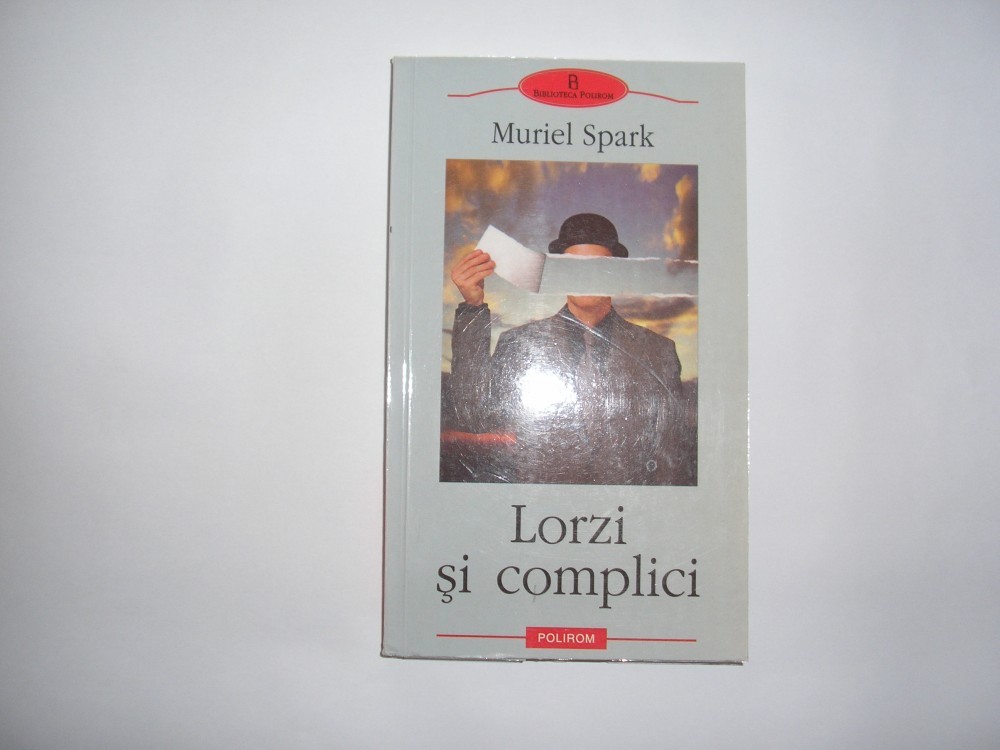 BIBLIOTECA POLIROM
Muriel Spark
Lorzi
şi complici
POLIROM